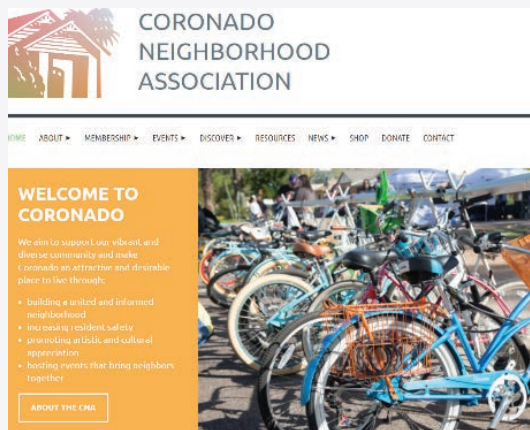 CORONADO
NEIGHBORHOOD
ASSOCIATION
HOME ABOUT ▸ MEMBERSHIP ▸ EVENTS ▸ DISCOVER ▸ RESOURCES NEWS ▸ SHOP DONATE CONTACT
WELCOME TO
CORONADO
We aim to support our vibrant and
diverse community and make
Coronado an attractive and desirable
place to live through:
• building a united and informed
neighborhood
• increasing resident safety
• promoting artistic and cultural
appreciation
• hosting events that bring neighbors
together
ABOUT THE CNA